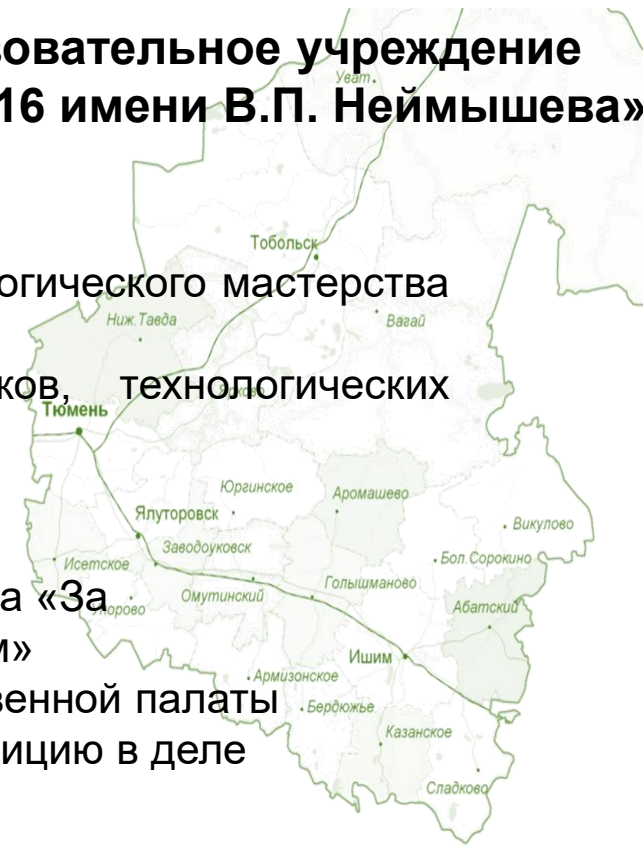 зовательное учреждение
Уват
16 имени В.П. Неймышева»
Тобольск
огического мастерства
Ниж.Тавда
Вагай
ков, технологических
Тюмень
Юргинское
Аромашево
Ялуторовск
Викулово
Заводоуковск
Бол.Сорокино
Исетское
Голышманово
а «За
Омутинский
Абатский
м»
Ишим
Армизонское
венной палаты
Бердюжье
ицию в деле
Казанское
Сладково